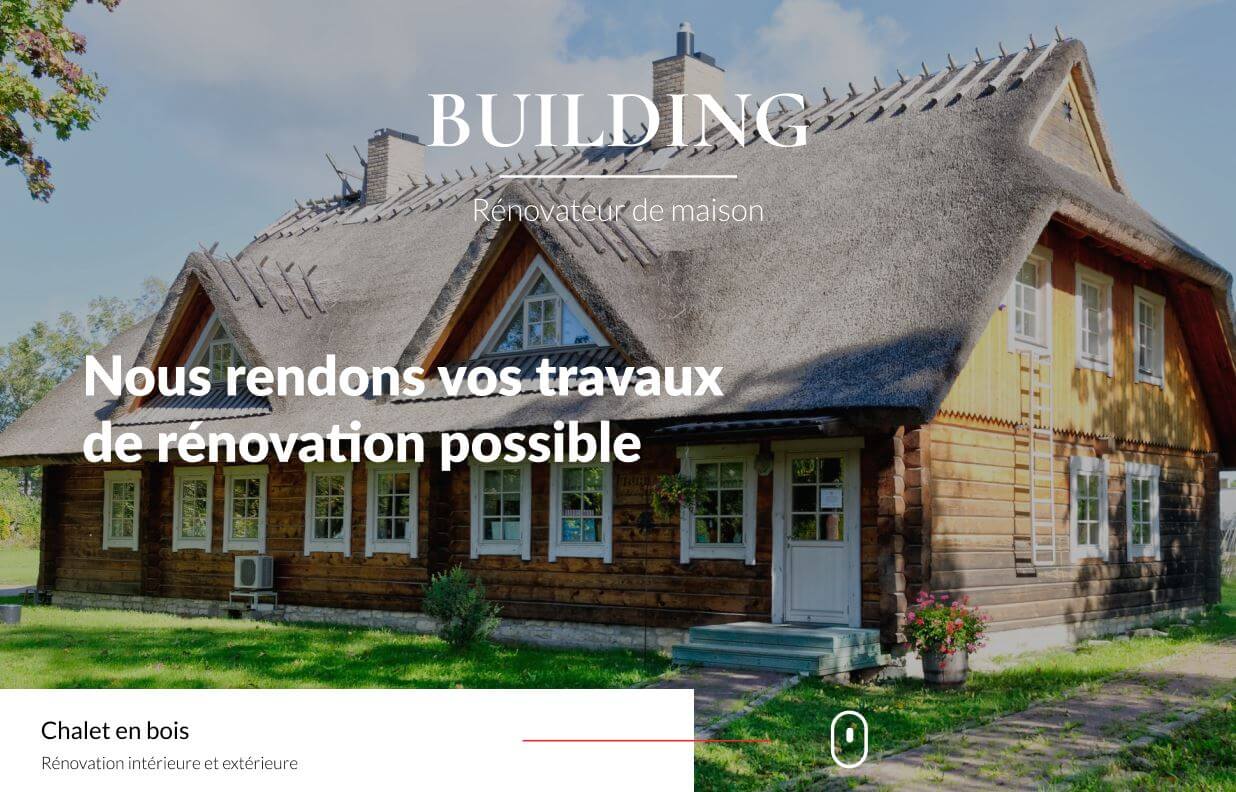 BUILDING
Rénovateur de maison
Nous rendons vos travaux
de rénovation possible
Chalet en bois
Rénovation intérieure et extérieure